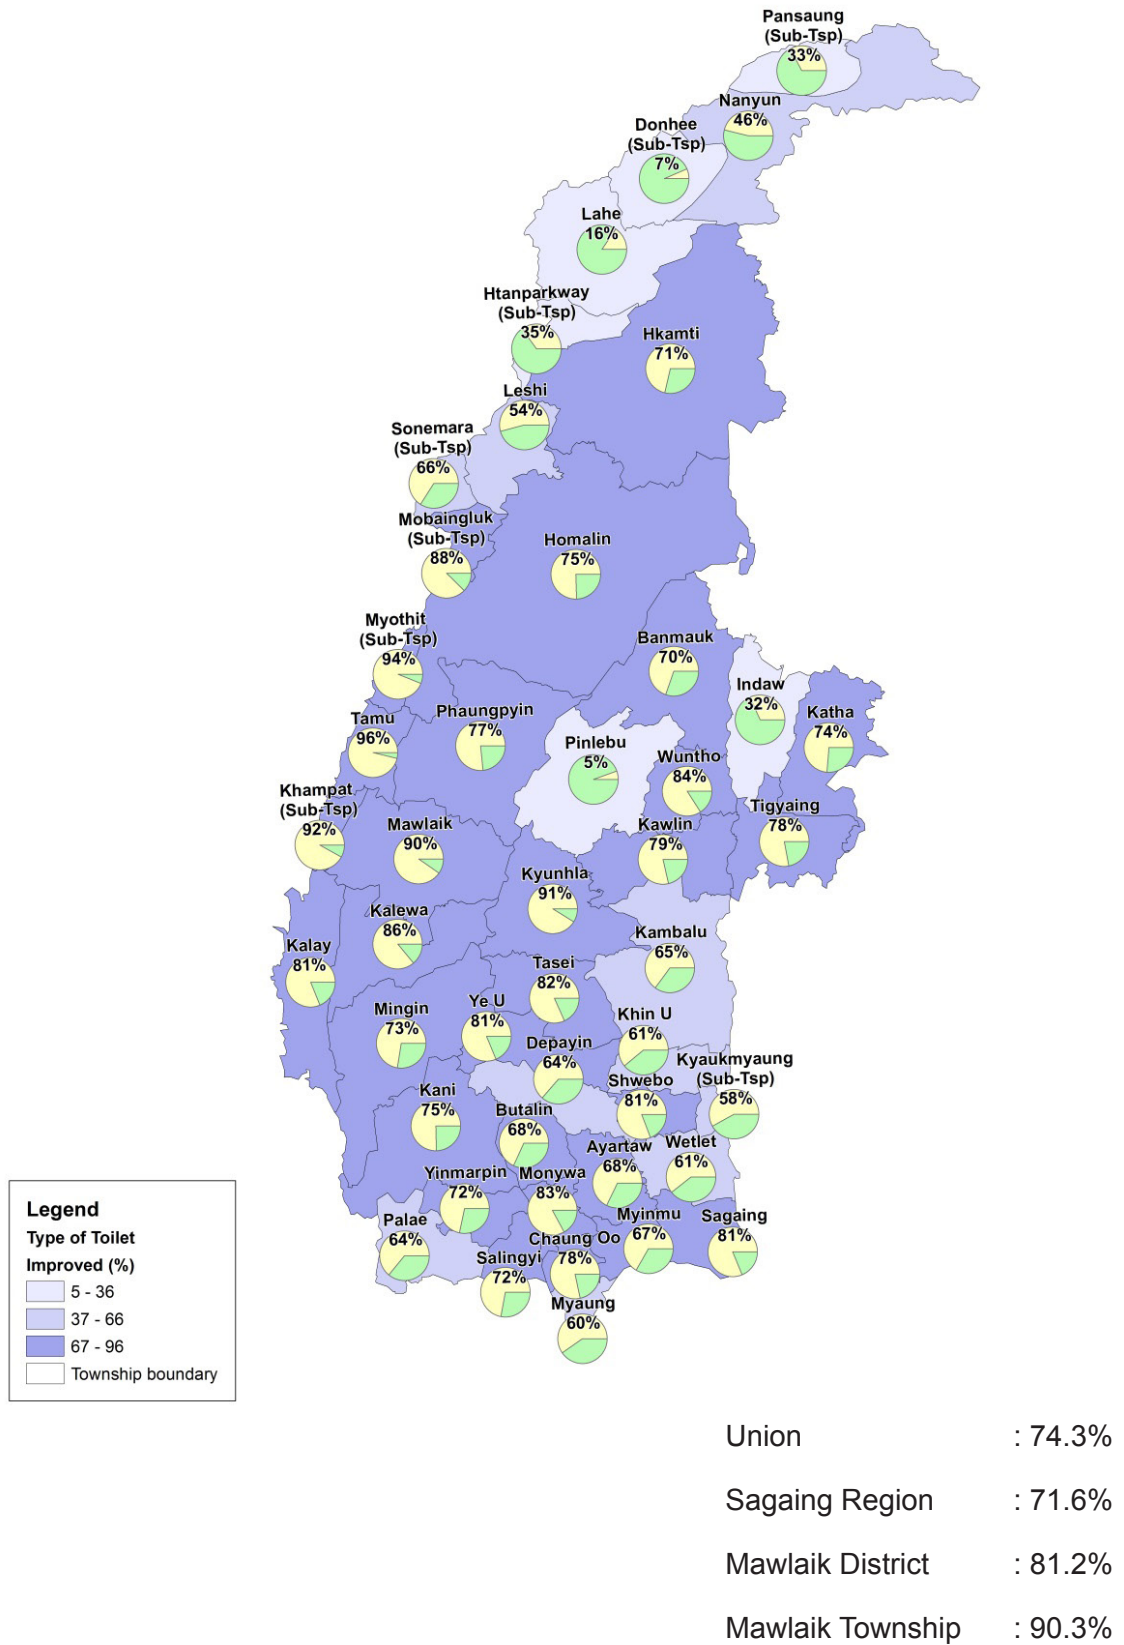 Pansaung
(Sub-Tsp)
33%
Nanyun
46%
Donhee
(Sub-Tsp)
7%
Lahe
16%
Htanparkway
(Sub-Tsp)
35%
Hkamti
71%
Leshi
54%
Sonemara
(Sub-Tsp)
66%
Mobaingluk
(Sub-Tsp)
88%
Homalin
75%
Myothit
(Sub-Tsp)
94%
Banmauk
70%
Indaw
32%
Katha
74%
Tamu
96%
Phaungpyin
77%
Pinlebu
5%
Wuntho
84%
Khampat
(Sub-Tsp)
92%
Mawlaik
90%
Kawlin
79%
Tigyaing
78%
Kyunhla
91%
Kalewa
86%
Kambalu
65%
Kalay
81%
Tasei
82%
Mingin
73%
Ye U
81%
Khin U
61%
Depayin
64%
Kyaukmyaung
(Sub-Tsp)
58%
Shwebo
81%
Kani
75%
Butalin
68%
Ayartaw
68%
Wetlet
61%
Yinmarpin
72%
Monywa
83%
Palae
64%
Chaung Oo
78%
Myinmu
67%
Sagaing
81%
Salingyi
72%
Myaung
60%
Legend
Type of Toilet
Improved (%)
5 - 36
37 - 66
67 - 96
Township boundary
Union : 74.3%
Sagaing Region : 71.6%
Mawlaik District : 81.2%
Mawlaik Township : 90.3%